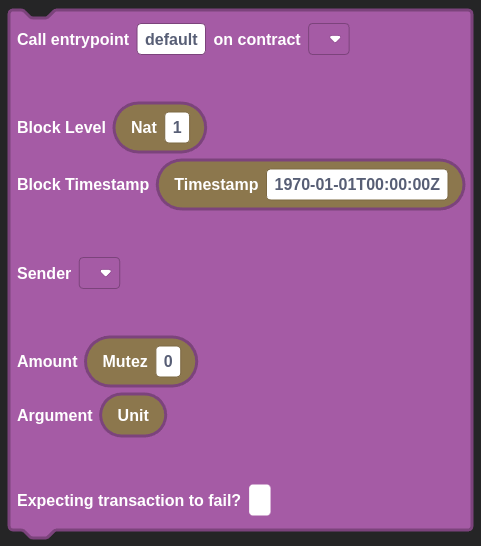 Call entrypoint default on contract
Block Level Nat 1
Block Timestamp Timestamp 1970-01-01T00:00:00Z
Sender
Amount Mutez 0
Argument Unit
Expecting transaction to fail?